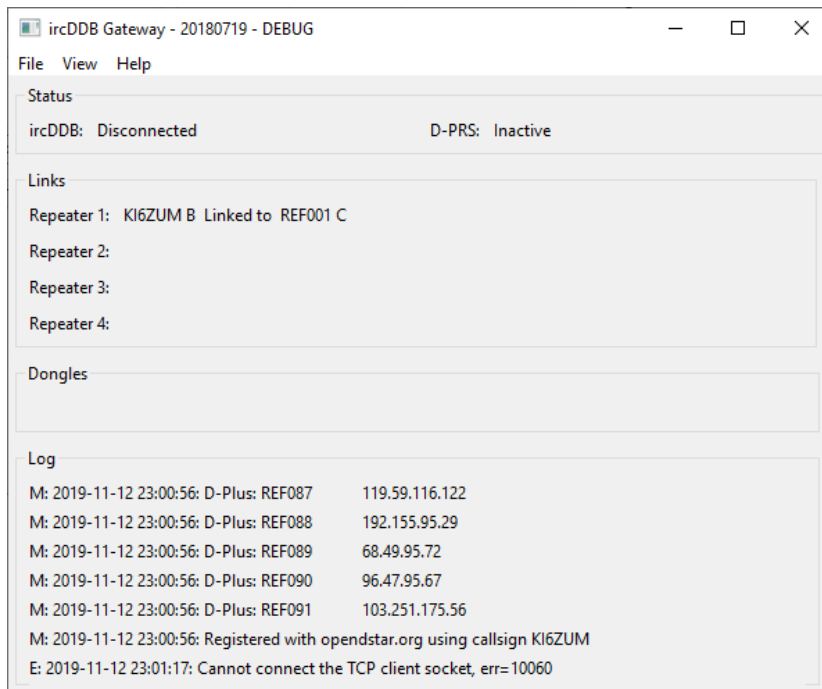 ircDDB Gateway - 20180719 - DEBUG
File View Help
Status
ircDDB: Disconnected D-PRS: Inactive
Links
Repeater 1: KI6ZUM B Linked to REF001 C
Repeater 2:
Repeater 3:
Repeater 4:
Dongles
Log
M: 2019-11-12 23:00:56: D-Plus: REF087 119.59.116.122
M: 2019-11-12 23:00:56: D-Plus: REF088 192.155.95.29
M: 2019-11-12 23:00:56: D-Plus: REF089 68.49.95.72
M: 2019-11-12 23:00:56: D-Plus: REF090 96.47.95.67
M: 2019-11-12 23:00:56: D-Plus: REF091 103.251.175.56
M: 2019-11-12 23:00:56: Registered with opendstar.org using callsign KI6ZUM
E: 2019-11-12 23:01:17: Cannot connect the TCP client socket, err=10060